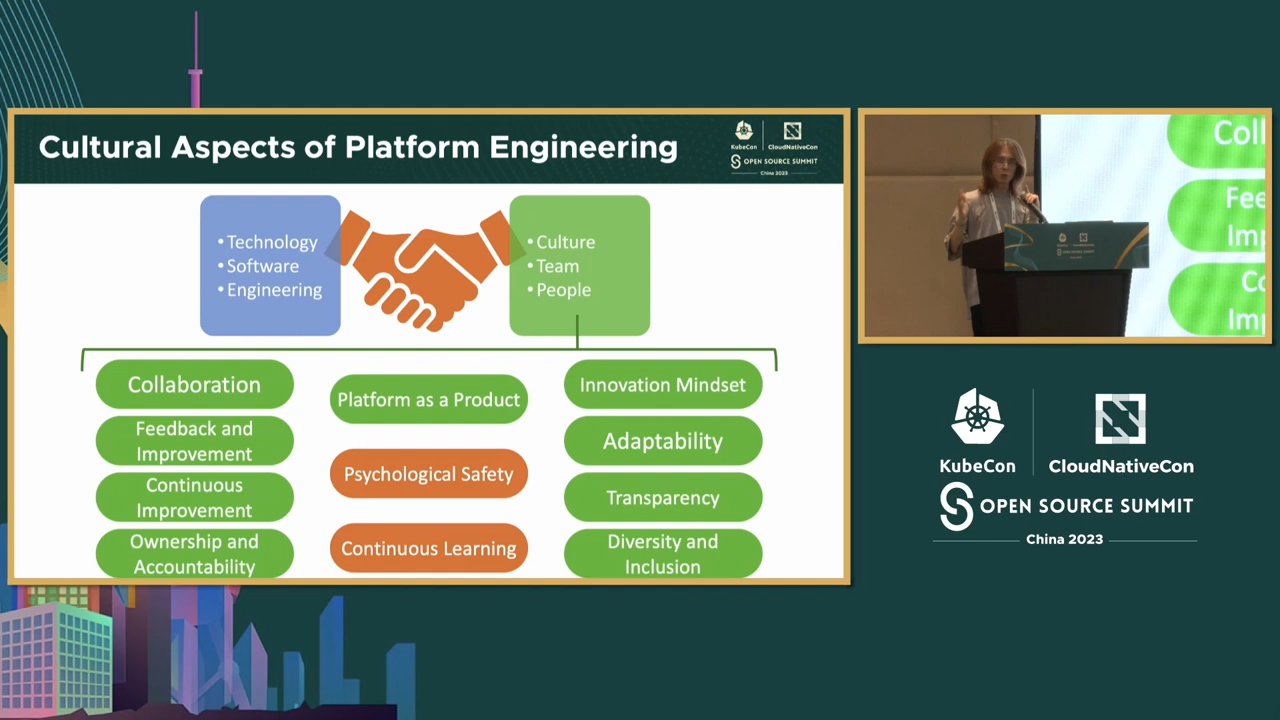 Cultural Aspects of Platform Engineering
KubeCon
CloudNativeCon
OPEN SOURCE SUMMIT
China 2023
• Technology
• Software
• Engineering
• Culture
• Team
• People
Collaboration
Feedback and
Improvement
Continuous
Improvement
Ownership and
Accountability
Platform as a Product
Psychological Safety
Continuous Learning
Innovation Mindset
Adaptability
Transparency
Diversity and
Inclusion
Coll
Fee
Imp
Co
Im
KubeCon
CloudNativeCon
OPEN SOURCE SUMMIT
China 2023